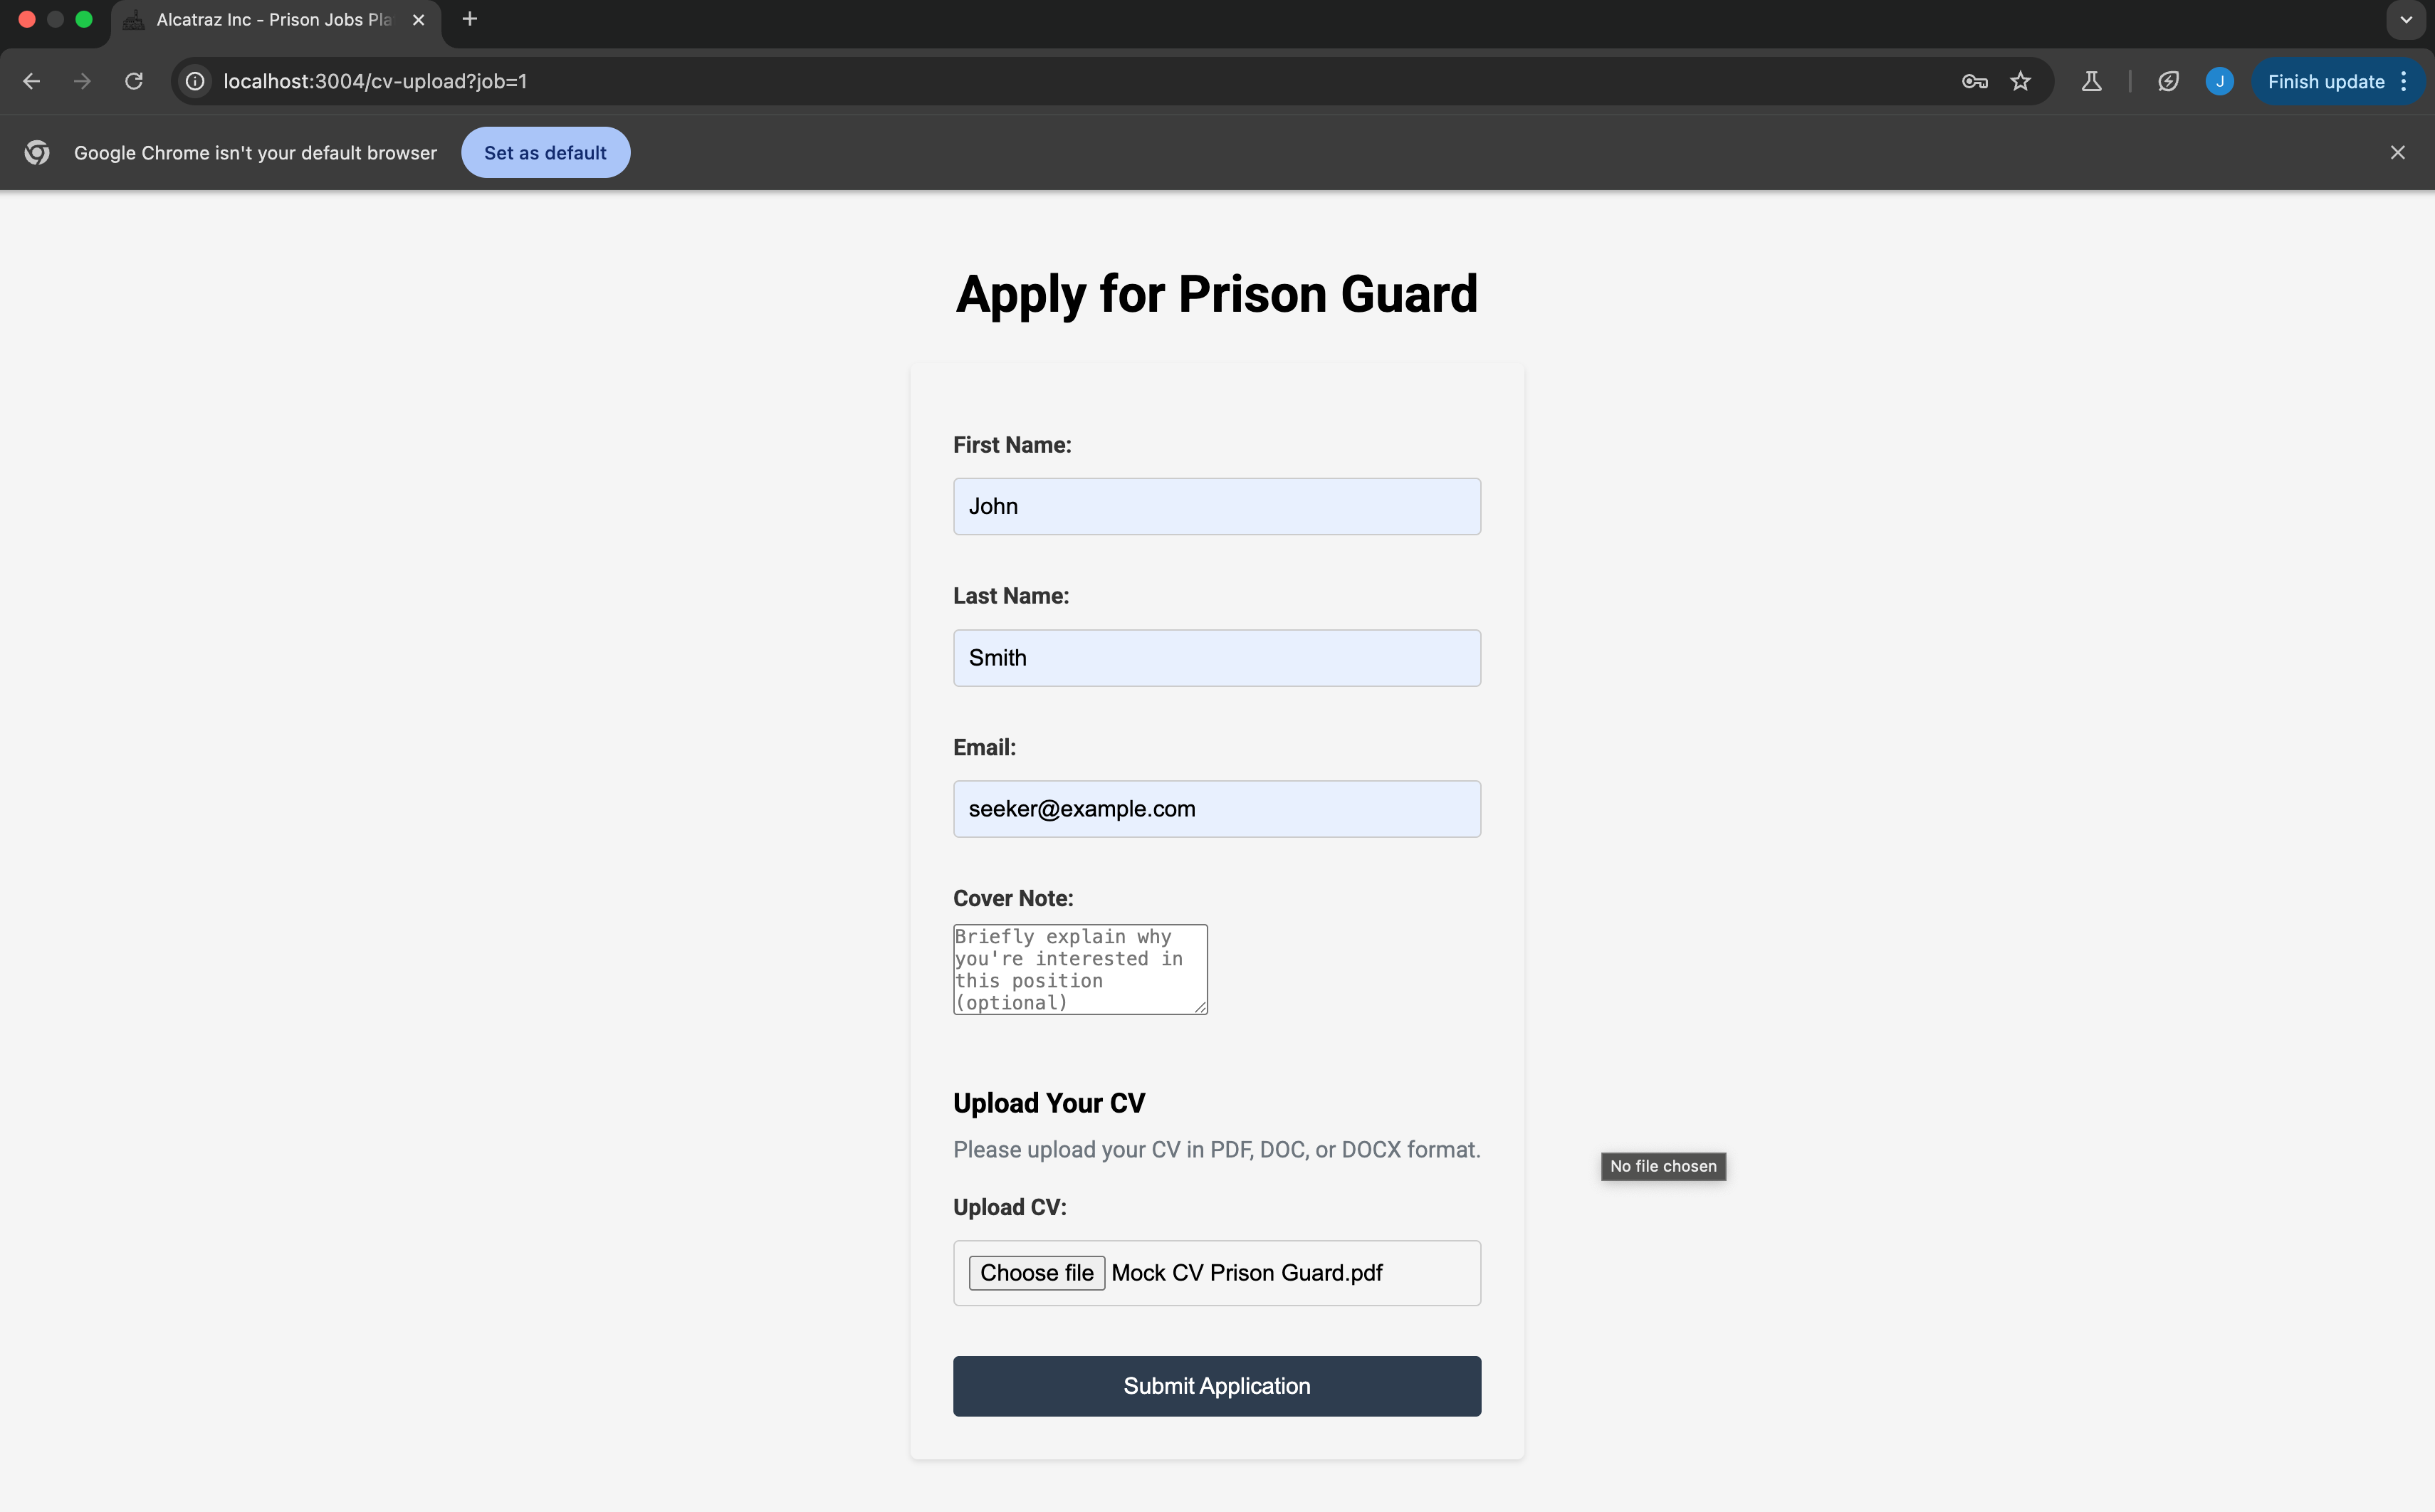 Alcatraz Inc - Prison Jobs Pla
localhost:3004/cv-upload?job=1
J
Finish update
Google Chrome isn't your default browser
Set as default
Apply for Prison Guard
First Name:
John
Last Name:
Smith
Email:
seeker@example.com
Cover Note:
Briefly explain why
you're interested in
this position
(optional)
Upload Your CV
Please upload your CV in PDF, DOC, or DOCX format.
No file chosen
Upload CV:
Choose file Mock CV Prison Guard.pdf
Submit Application